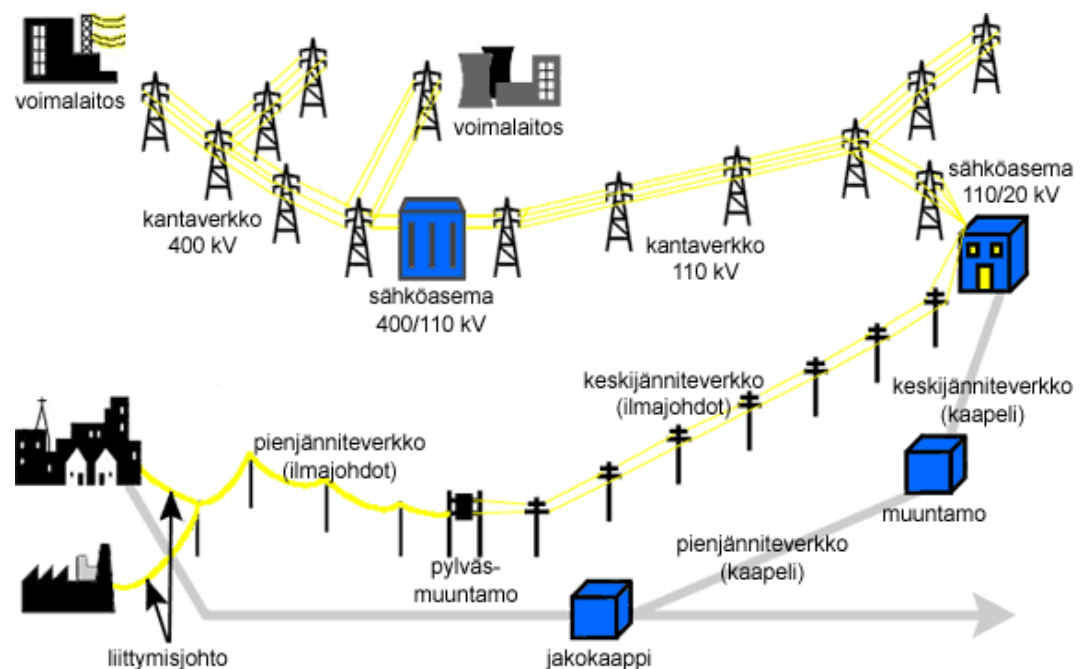 voimalaitos
voimalaitos
kantaverkko
400 kV
sähköasema
400/110 kV
kantaverkko
110 kV
sähköasema
110/20 kV
keskijänniteverkko
(ilmajohdot)
keskijänniteverkko
(kaapeli)
pienjänniteverkko
(ilmajohdot)
muuntamo
pienjänniteverkko
(kaapeli)
pylväs-
muuntamo
liittymisjohto
jakokaappi